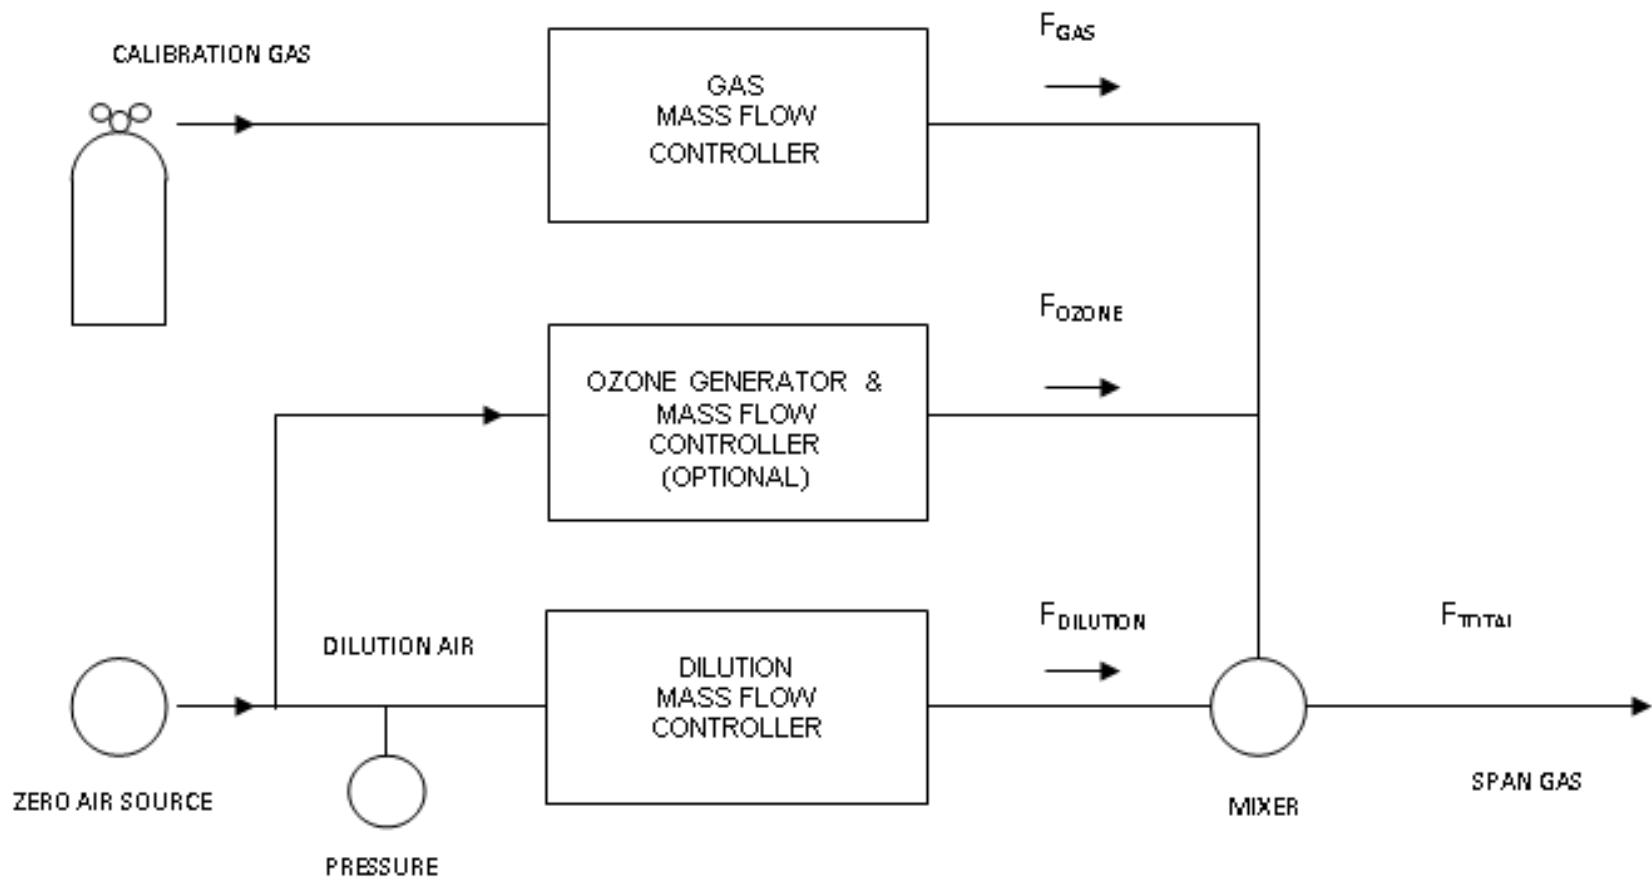 CALIBRATION GAS
GAS
MASS FLOW
CONTROLLER
FGAS
OZONE GENERATOR &
MASS FLOW
CONTROLLER
(OPTIONAL)
FOZONE
DILUTION AIR
DILUTION
MASS FLOW
CONTROLLER
FDILUTION
FTOTAL
ZERO AIR SOURCE
PRESSURE
MIXER
SPAN GAS